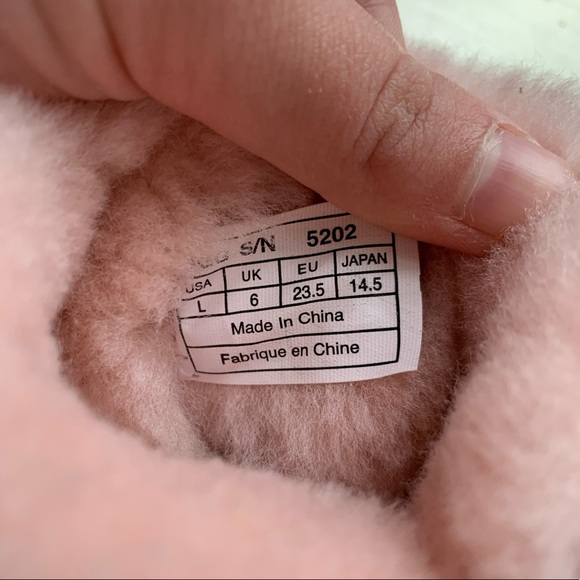 S/N 5202
USA UK EU JAPAN
L 6 23.5 14.5
Made In China
Fabrique en Chine